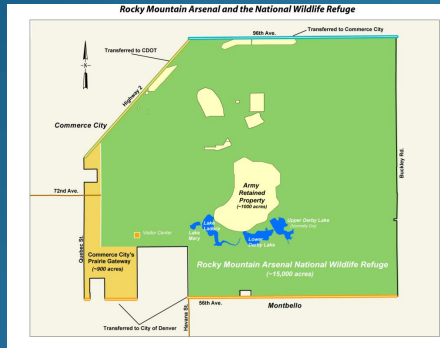 Rocky Mountain Arsenal and the National Wildlife Refuge
Transferred to Commerce City
96th Ave.
Transferred to CDOT
Highway 2
Commerce City
Buckley Rd.
72nd Ave.
Army
Retained
Property
(~1000 acres)
Quebec St.
Visitor Center
Lake
Ladora
Lake
Mary
Upper Derby Lake
Lower
Derby Lake
Commerce City's
Prairie Gateway
(~900 acres)
Rocky Mountain Arsenal National Wildlife Refuge
(~15,000 acres)
Havana St.
56th Ave.
Montbello
Transferred to City of Denver